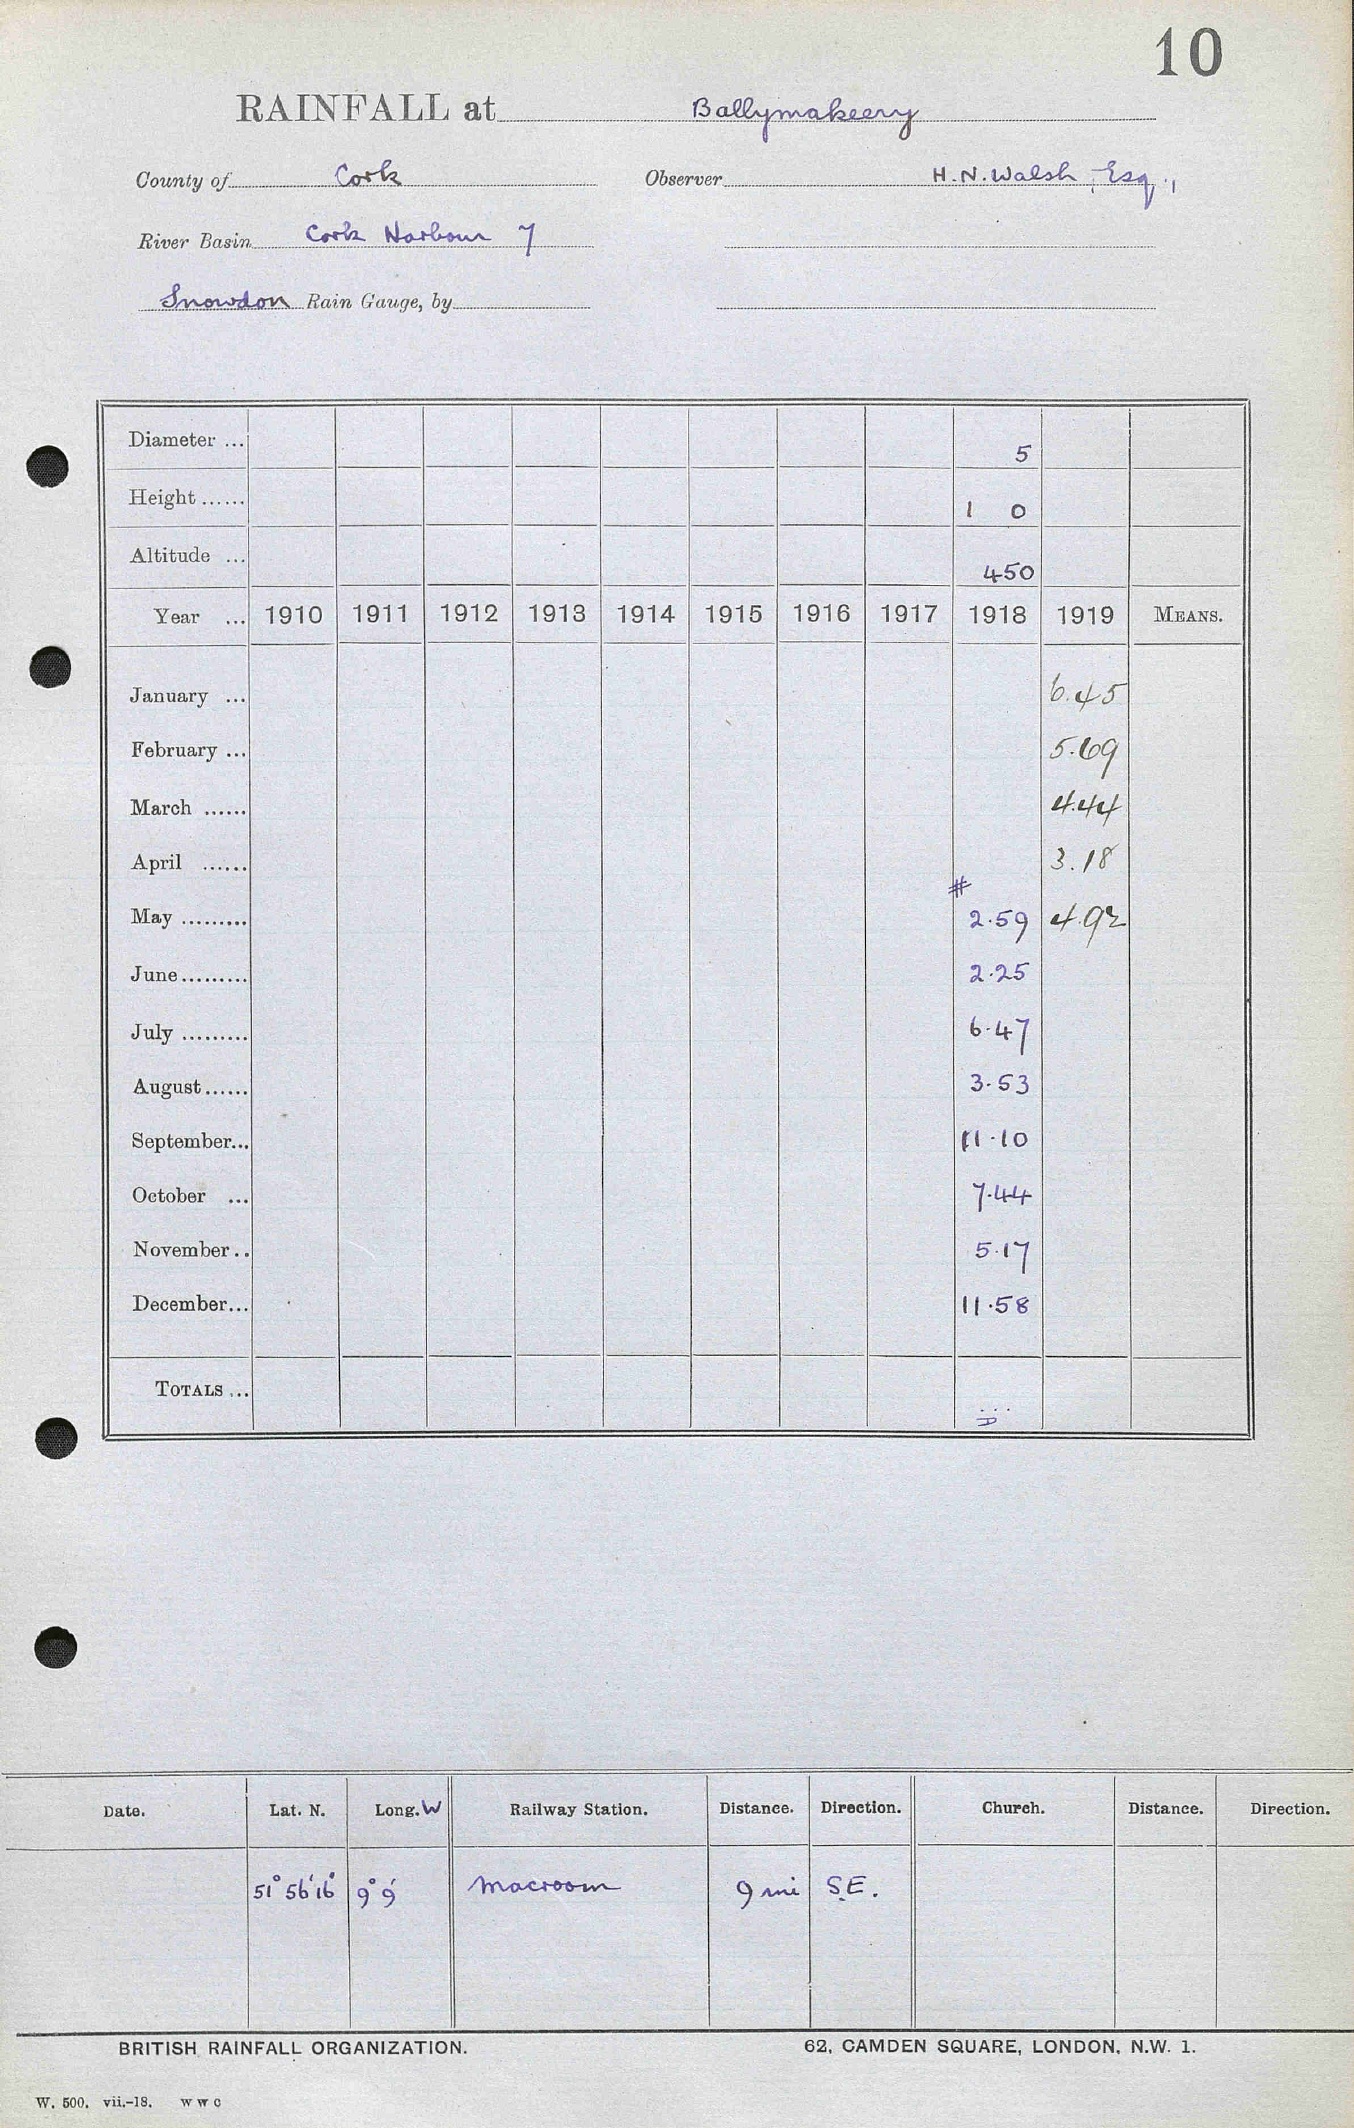 10
RAINFALL at Ballymakeery
County of Cork Observer H.N. Walsh, Esq.,
River Basin Cork Harbour 7
Snowdon Rain Gauge, by
Diameter ... 5
Height ...... 1 0
Altitude ... 450
Year ... 1910 1911 1912 1913 1914 1915 1916 1917 1918 1919 MEANS.
January ... 6.45
February ... 5.69
March ...... 4.44
April ...... 3.18
#
May ......... 2.59 4.92
June ......... 2.25
July ......... 6.47
August ...... 3.53
September... 11.10
October ... 7.44
November .. 5.17
December... 11.58
TOTALS ... ...
Date. Lat. N. Long. W Railway Station. Distance. Direction. Church. Distance. Direction.
51° 56' 16" 9° 9' Macroom 9 mi S.E.
BRITISH RAINFALL ORGANIZATION. 62, CAMDEN SQUARE, LONDON, N.W. 1.
W. 500. vii.-18. W W C